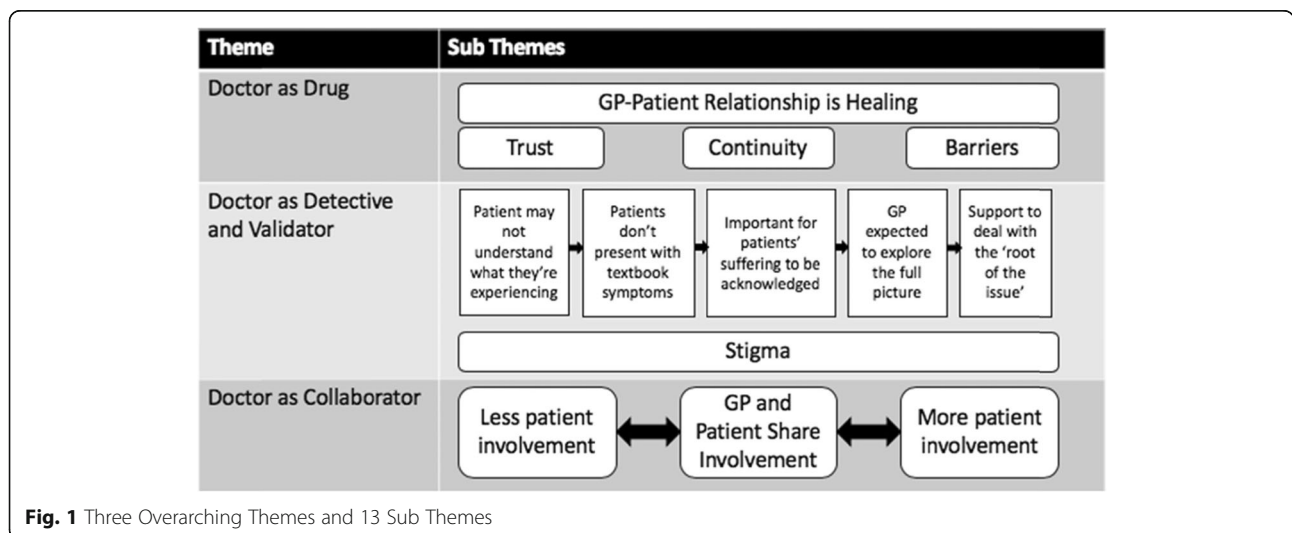 Theme
Sub Themes
Doctor as Drug
GP-Patient Relationship is Healing
Trust
Continuity
Barriers
Doctor as Detective
and Validator
Patient may
not
understand
what they’re
experiencing
Patients
don’t
present with
textbook
symptoms
Important for
patients’
suffering to be
acknowledged
GP
expected
to explore
the full
picture
Support to
deal with
the ‘root
of the
issue’
Stigma
Doctor as Collaborator
Less patient
involvement
GP and
Patient Share
Involvement
More patient
involvement
Fig. 1 Three Overarching Themes and 13 Sub Themes